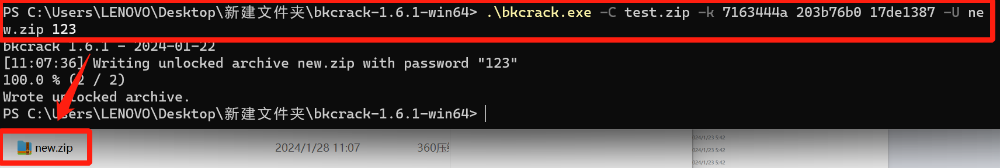 PS C:\Users\LENOVO\Desktop\新建文件夹\bkcrack-1.6.1-win64> .\bkcrack.exe -C test.zip -k 7163444a 203b76b0 17de1387 -U ne
w.zip 123
bkcrack 1.6.1 - 2024-01-22
[11:07:36] Writing unlocked archive new.zip with password "123"
100.0 % (2 / 2)
Wrote unlocked archive.
PS C:\Users\LENOVO\Desktop\新建文件夹\bkcrack-1.6.1-win64>
new.zip 2024/1/28 11:07 360压缩
024/1/23 5:42
024/1/23 5:42
024/1/23 5:42